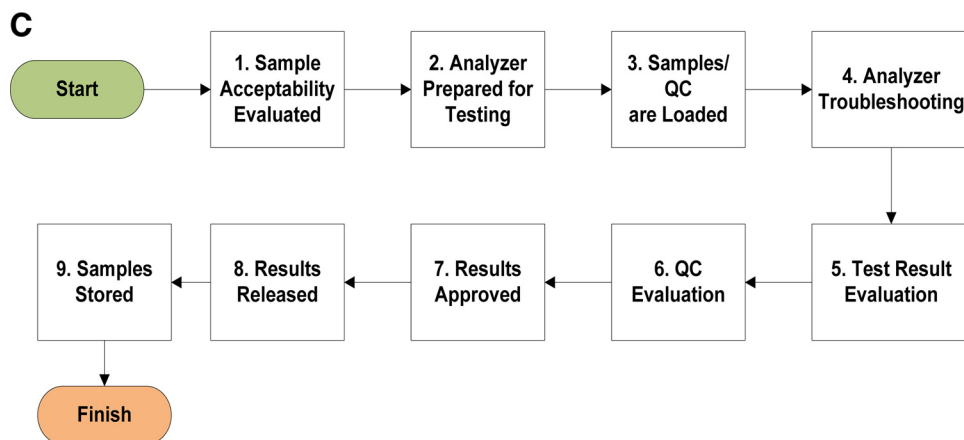 C
Start
1. Sample
Acceptability
Evaluated
2. Analyzer
Prepared for
Testing
3. Samples/
QC
are Loaded
4. Analyzer
Troubleshooting
5. Test Result
Evaluation
6. QC
Evaluation
7. Results
Approved
8. Results
Released
9. Samples
Stored
Finish